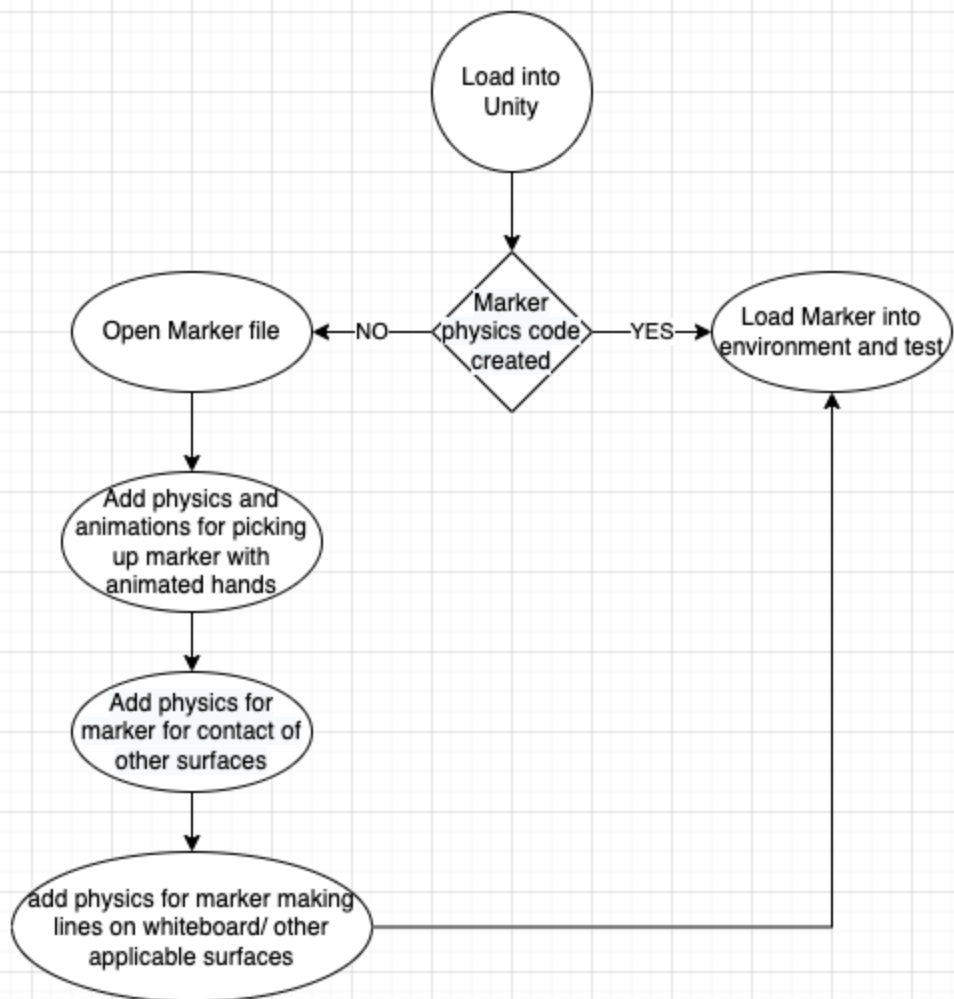 Load into
Unity
Marker
physics code
created
NO
YES
Open Marker file
Load Marker into
environment and test
Add physics and
animations for picking
up marker with
animated hands
Add physics for
marker for contact of
other surfaces
add physics for marker making
lines on whiteboard/ other
applicable surfaces